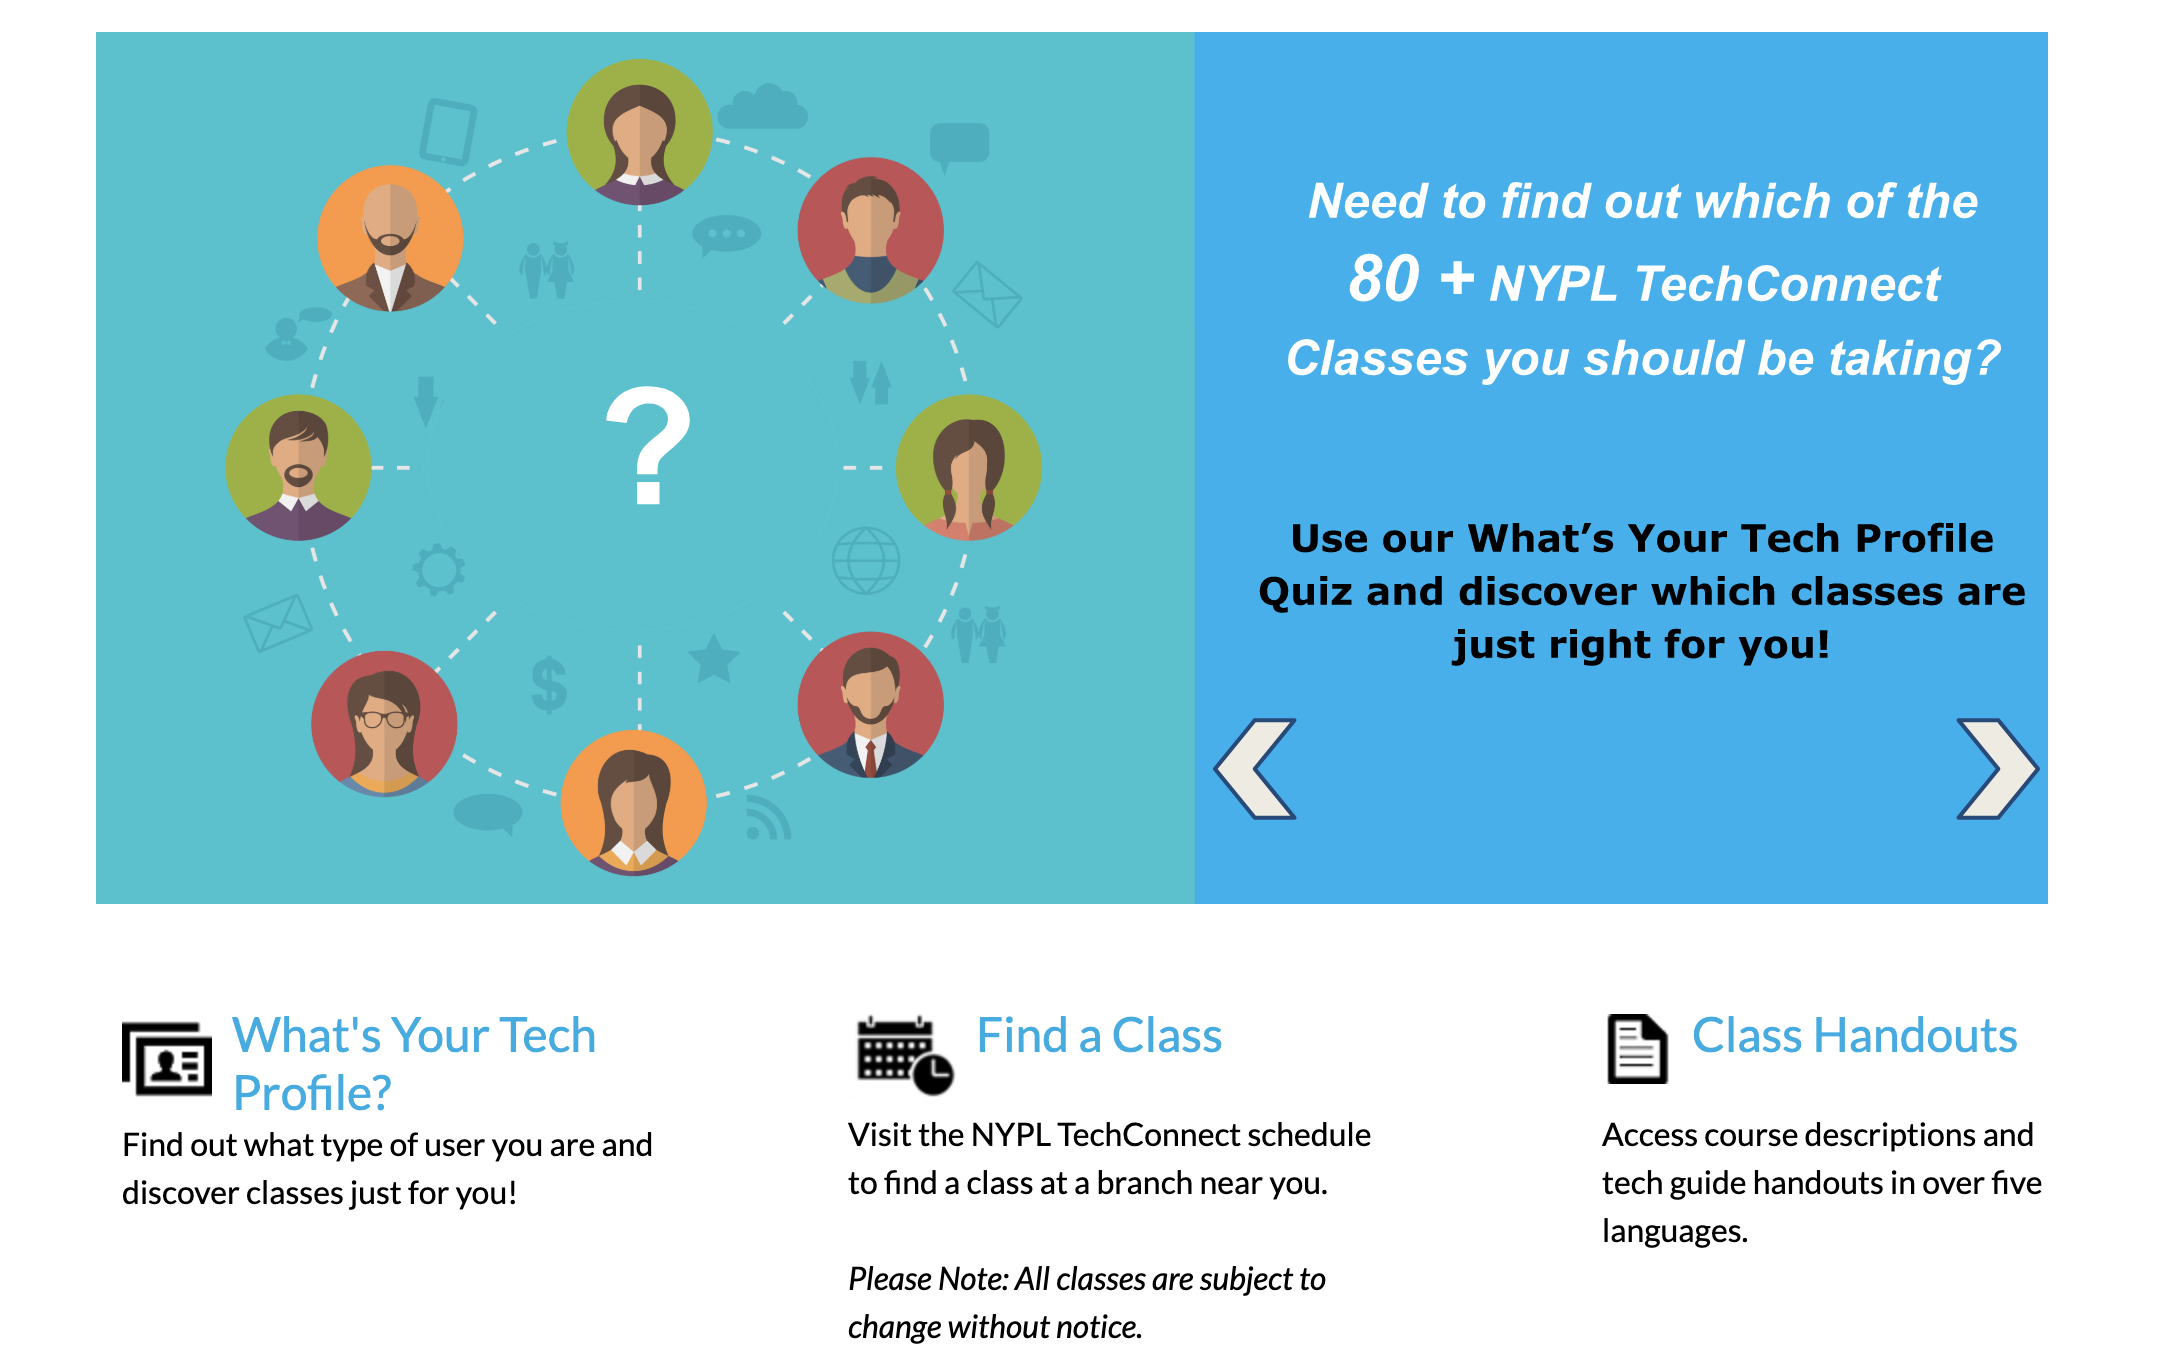 ?
Need to find out which of the
80 + NYPL TechConnect
Classes you should be taking?
Use our What’s Your Tech Profile
Quiz and discover which classes are
just right for you!
$
What's Your Tech
Profile?
Find out what type of user you are and
discover classes just for you!
Find a Class
Visit the NYPL TechConnect schedule
to find a class at a branch near you.
Please Note: All classes are subject to
change without notice.
Class Handouts
Access course descriptions and
tech guide handouts in over five
languages.